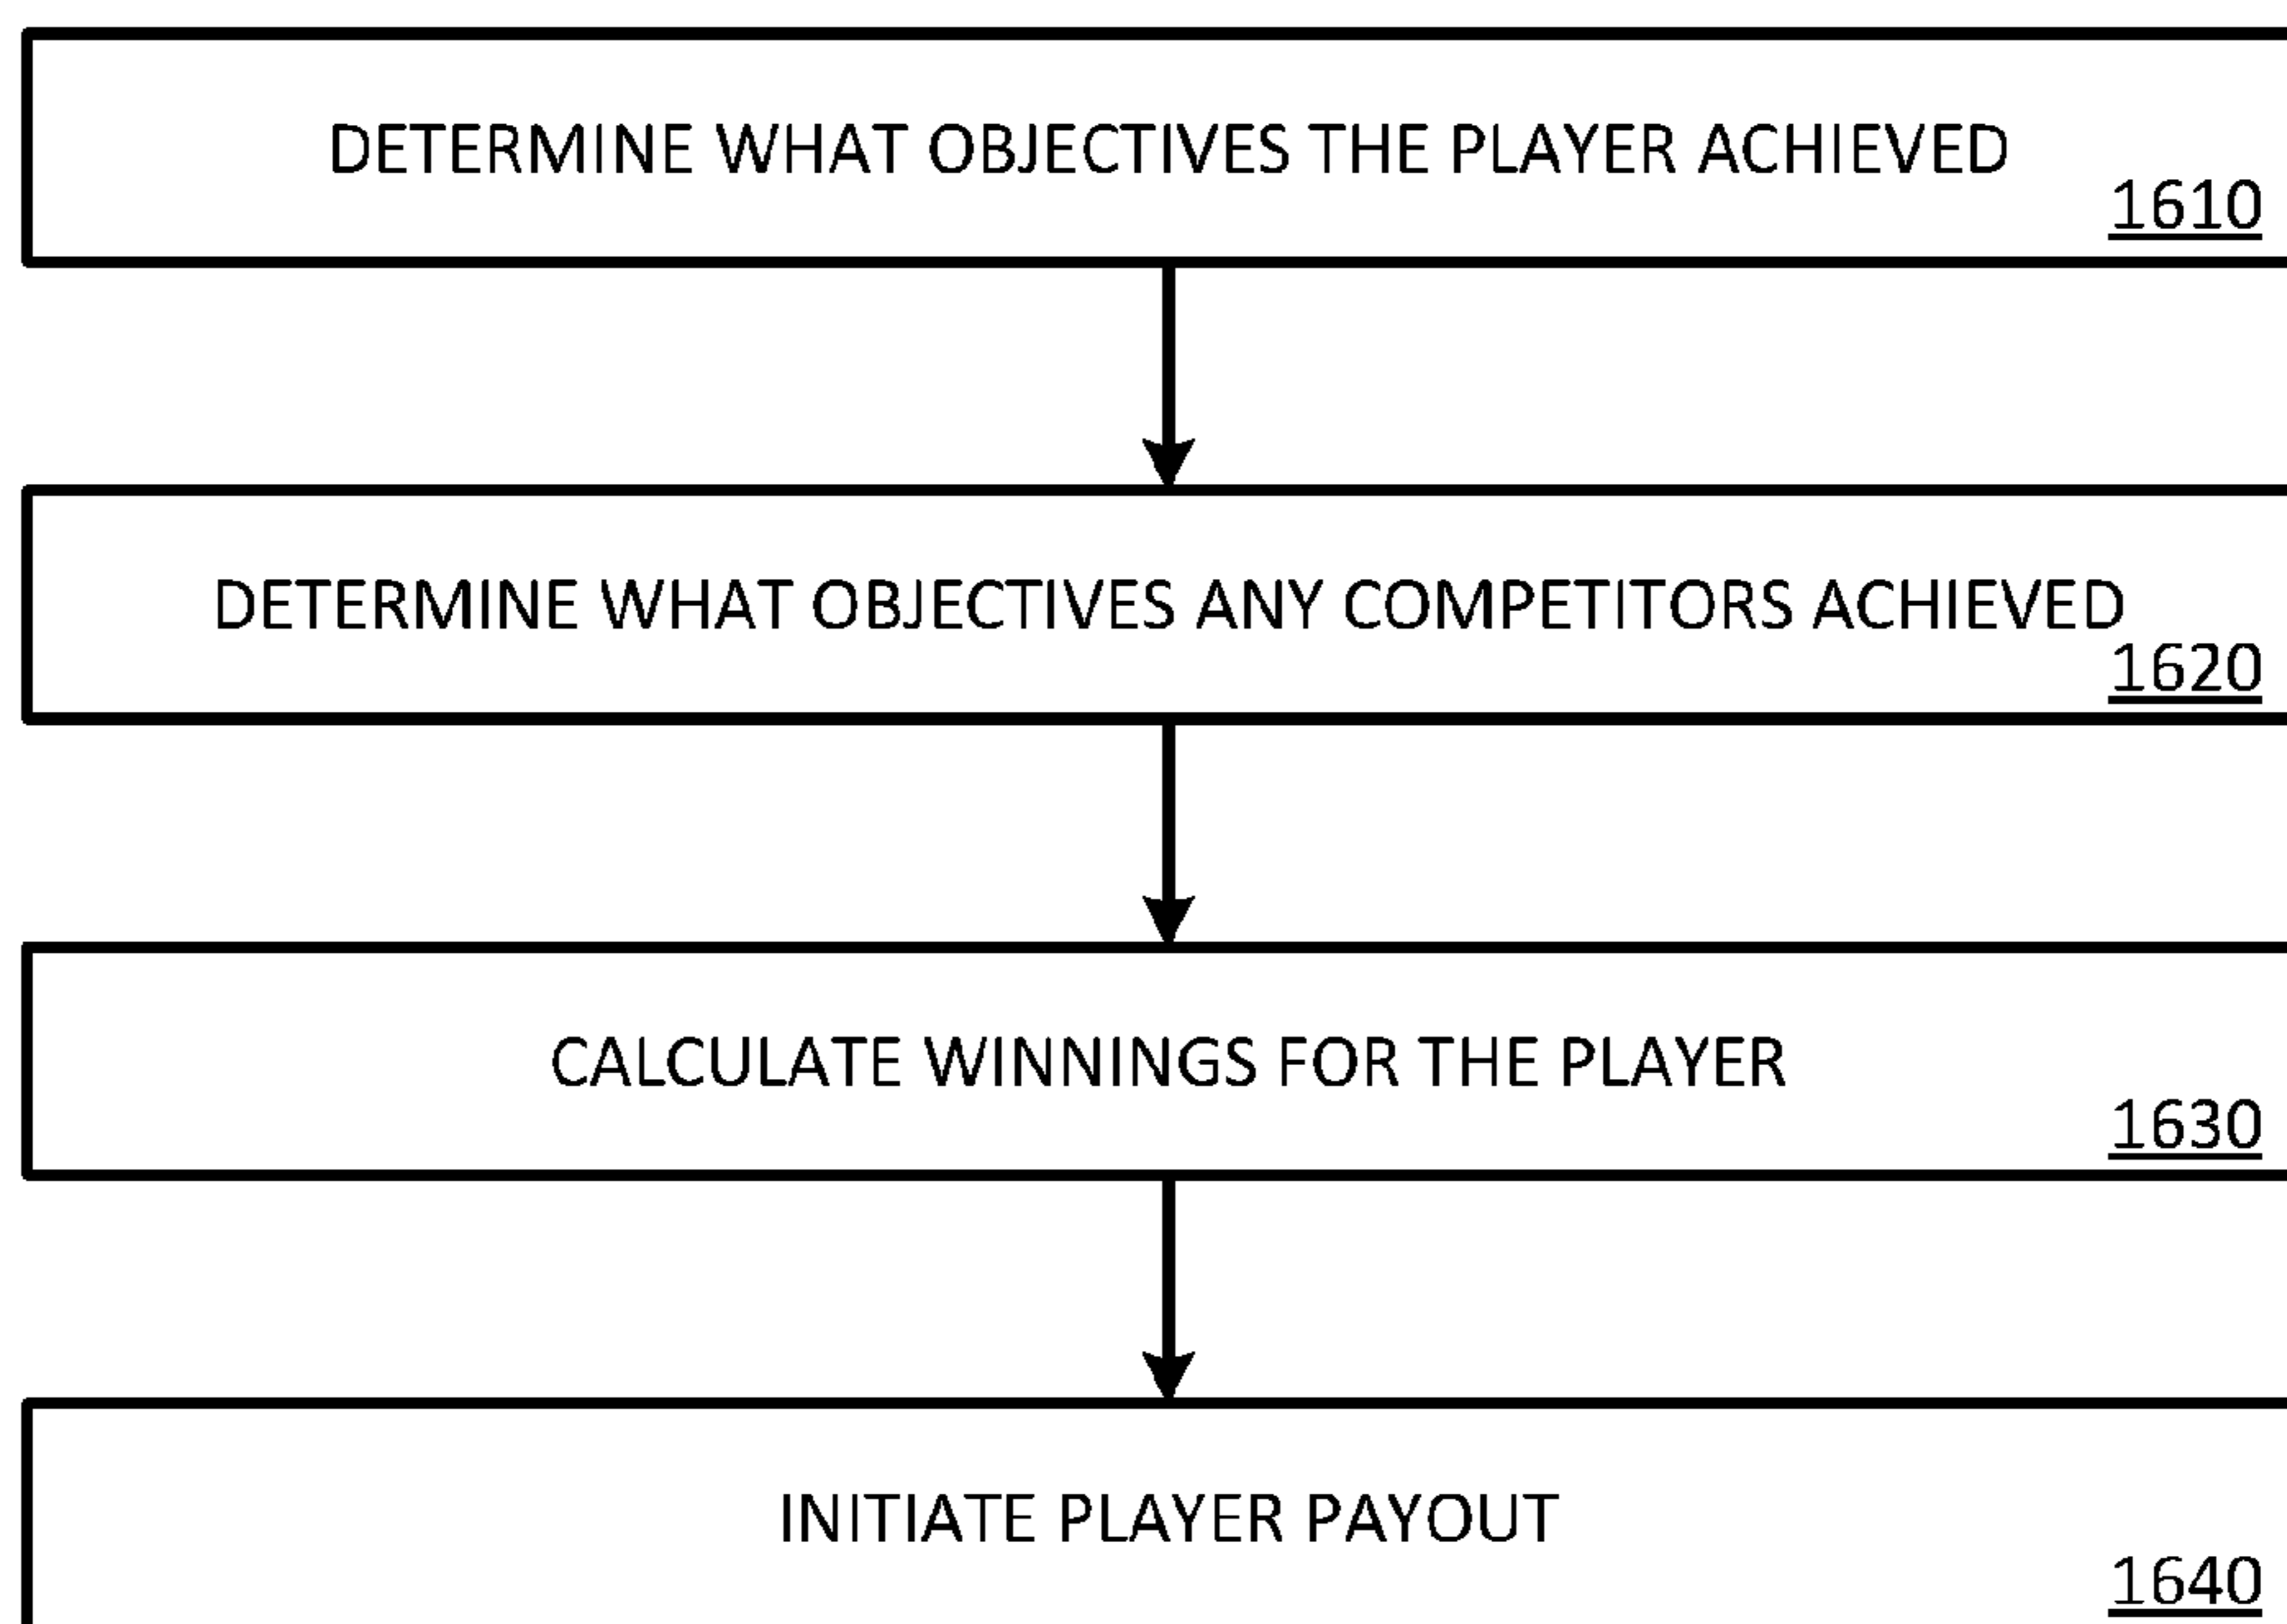 DETERMINE WHAT OBJECTIVES THE PLAYER ACHIEVED
1610
DETERMINE WHAT OBJECTIVES ANY COMPETITORS ACHIEVED
1620
CALCULATE WINNINGS FOR THE PLAYER
1630
INITIATE PLAYER PAYOUT
1640